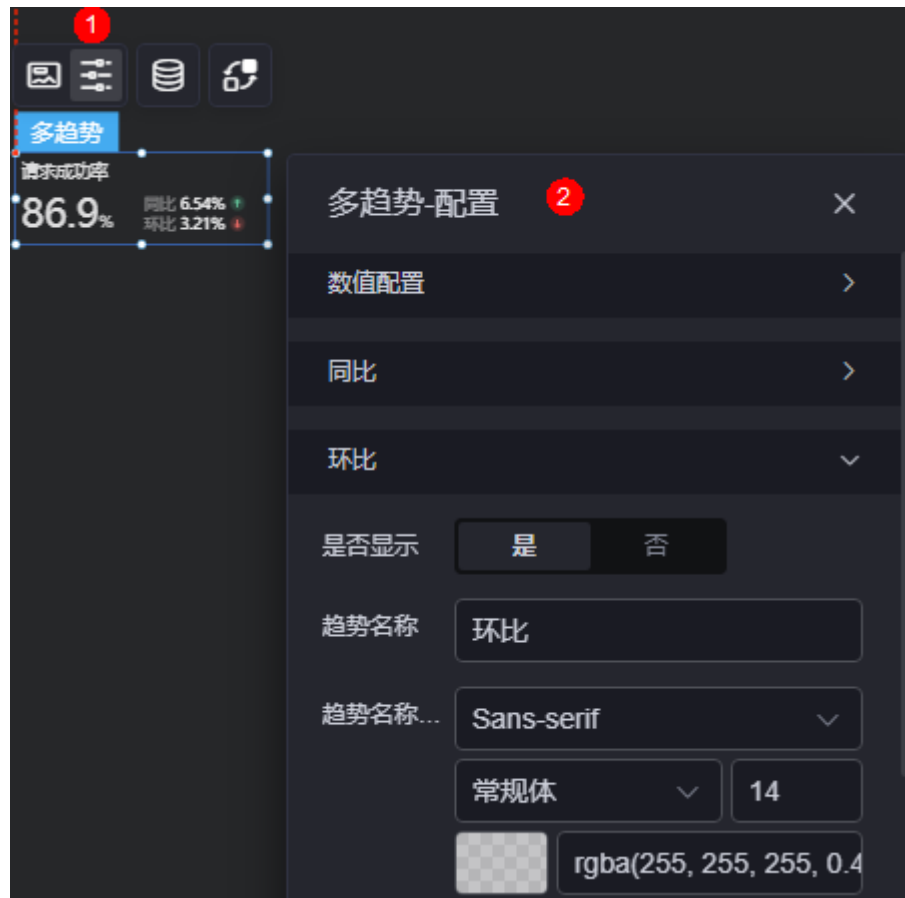 1
多趋势
请求成功率
86.9%
同比 6.54%
环比 3.21%
多趋势-配置
2
数值配置
同比
环比
是否显示 是 否
趋势名称 环比
趋势名称... Sans-serif
常规体 14
rgba(255, 255, 255, 0.4